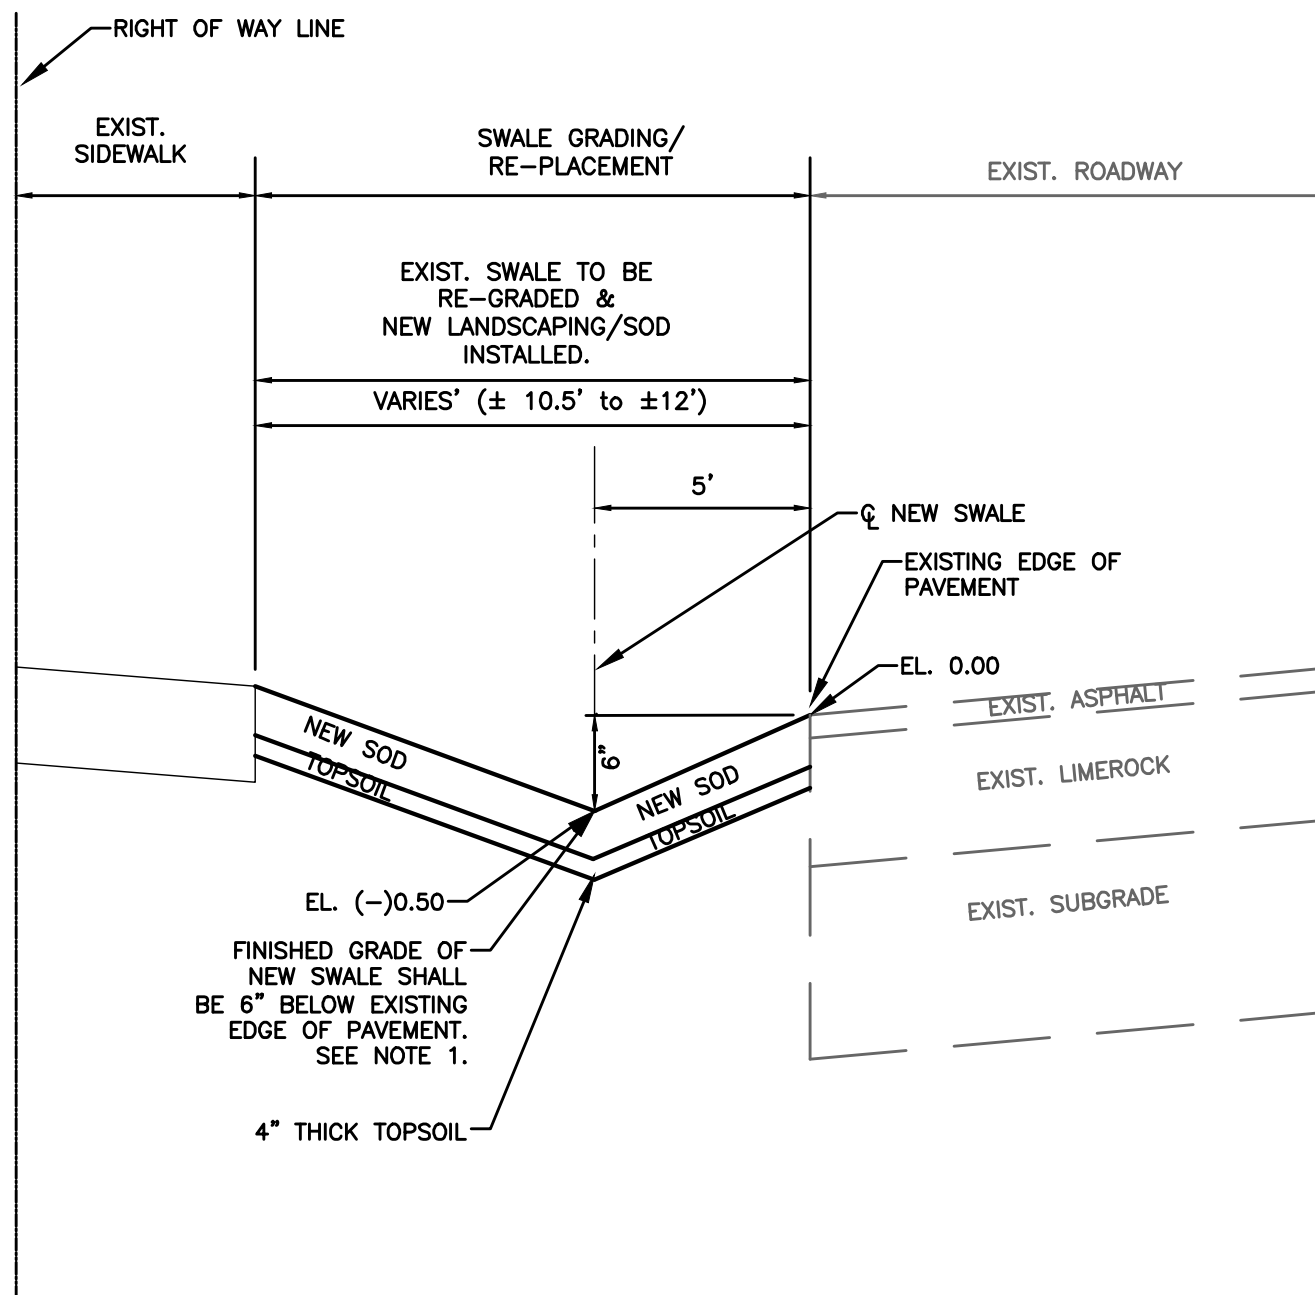 RIGHT OF WAY LINE
EXIST.
SIDEWALK
SWALE GRADING/
RE-PLACEMENT
EXIST. ROADWAY
EXIST. SWALE TO BE
RE-GRADED &
NEW LANDSCAPING/SOD
INSTALLED.
VARIES' (± 10.5' to ±12')
5'
℄ NEW SWALE
EXISTING EDGE OF
PAVEMENT
EL. 0.00
EXIST. ASPHALT
NEW SOD
TOPSOIL
6"
NEW SOD
TOPSOIL
EXIST. LIMEROCK
EXIST. SUBGRADE
EL. (-)0.50
FINISHED GRADE OF
NEW SWALE SHALL
BE 6" BELOW EXISTING
EDGE OF PAVEMENT.
SEE NOTE 1.
4" THICK TOPSOIL